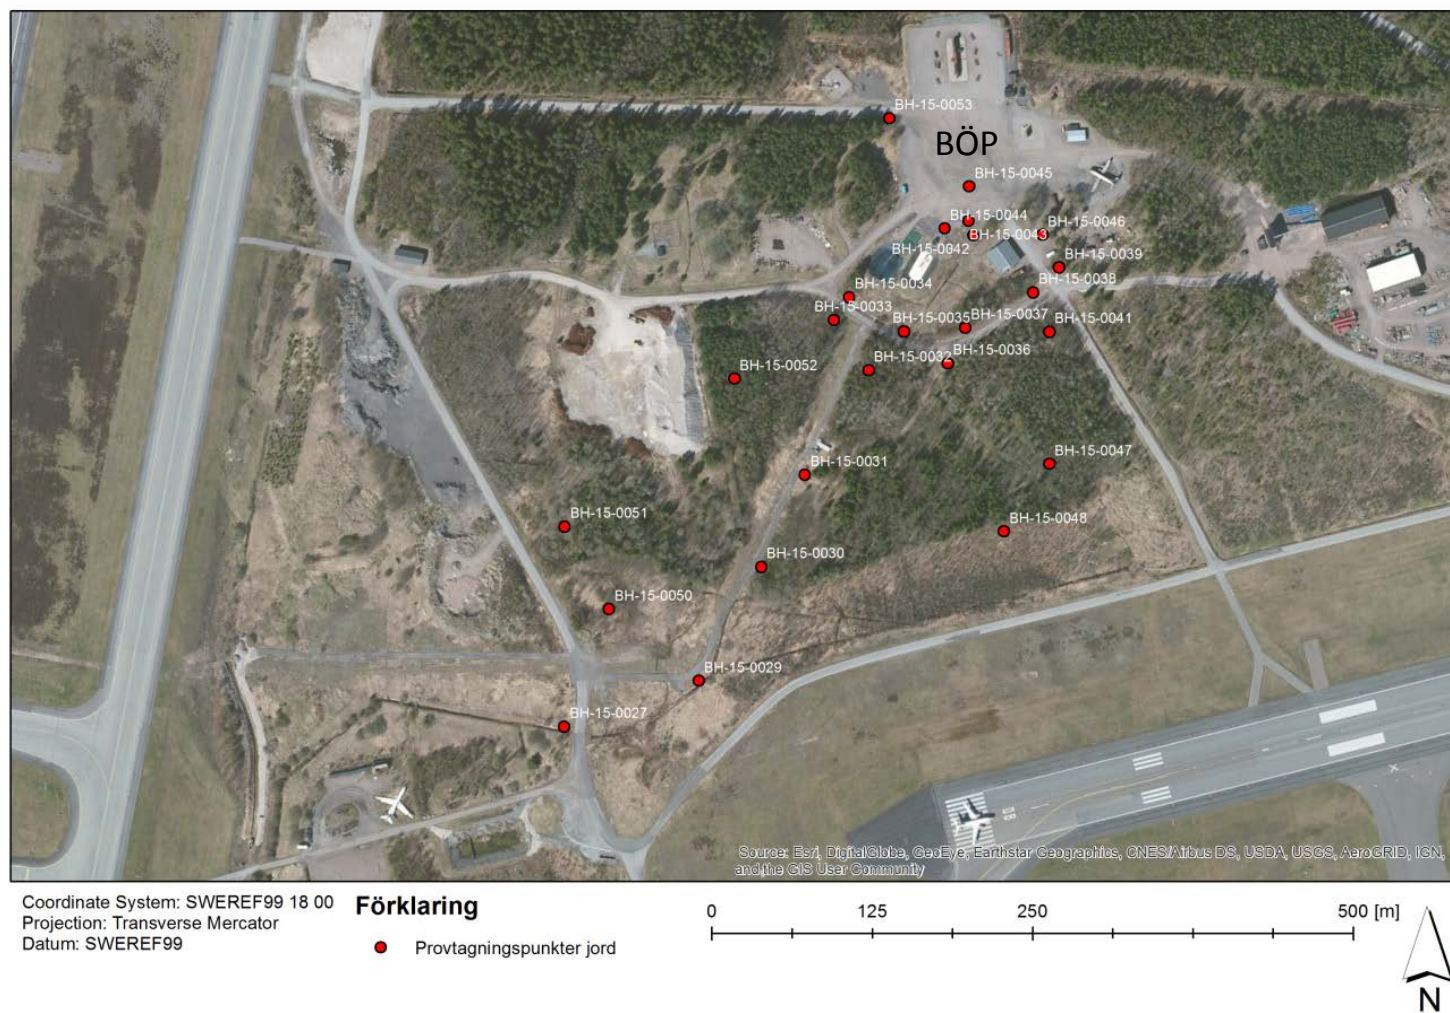 BH-15-0053
BÖP
BH-15-0045
BH-15-0044
BH-15-0046
BH-15-0043
BH-15-0042
BH-15-0039
BH-15-0038
BH-15-0034
BH-15-0033
BH-15-0035
BH-15-0037
BH-15-0041
BH-15-0032
BH-15-0036
BH-15-0052
BH-15-0047
BH-15-0031
BH-15-0051
BH-15-0048
BH-15-0030
BH-15-0050
BH-15-0029
BH-15-0027
Source: Esri, DigitalGlobe, GeoEye, Earthstar Geographics, CNES/Airbus DS, USDA, USGS, AeroGRID, IGN,
and the GIS User Community
Coordinate System: SWEREF99 18 00
Projection: Transverse Mercator
Datum: SWEREF99
Förklaring
Provtagningspunkter jord
0 125 250 500 [m]
N